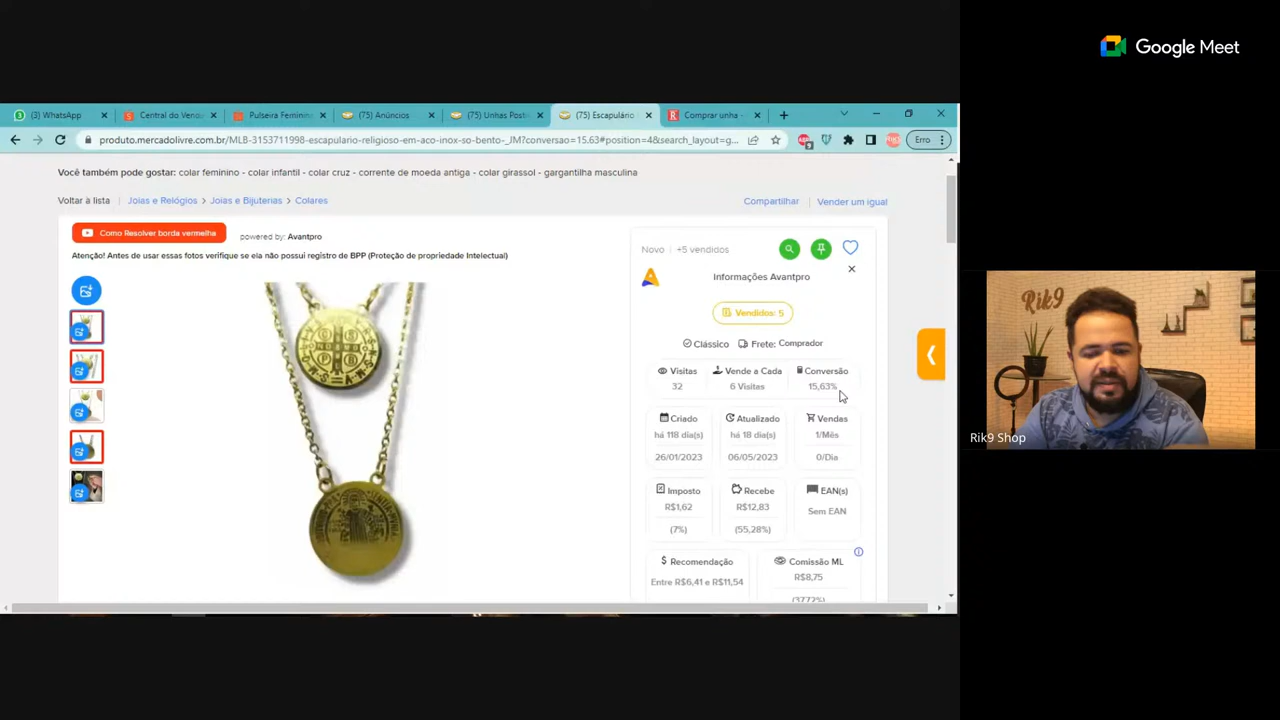 Google Meet
(3) WhatsApp
Central do Vende
Pulseira Feminin
(75) Anúncios
(75) Unhas Posti
(75) Escapulário
Comprar unha -
produto.mercadolivre.com.br/MLB-3153711998-escapulario-religioso-em-aco-inox-so-bento-_JM?conversao=15.63#position=4&search_layout=g...
Erro
Você também pode gostar: colar feminino - colar infantil - colar cruz - corrente de moeda antiga - colar girassol - gargantilha masculina
Voltar à lista
Joias e Relógios > Joias e Bijuterias > Colares
Compartilhar
Vender um igual
Como Resolver borda vermelha
powered by: Avantpro
Atenção! Antes de usar essas fotos verifique se ela não possui registro de BPP (Proteção de propriedade Intelectual)
Novo | +5 vendidos
Informações Avantpro
Vendidos: 5
Clássico
Frete: Comprador
Visitas
32
Vende a Cada
6 Visitas
Conversão
15,63%
Criado
há 118 dia(s)
26/01/2023
Atualizado
há 18 dia(s)
06/05/2023
Vendas
1/Mês
0/Dia
Imposto
R$1,62
(7%)
Recebe
R$12,83
(55,28%)
EAN(s)
Sem EAN
Recomendação
Entre R$6,41 e R$11,54
Comissão ML
R$8,75
Rik9
Rik9 Shop